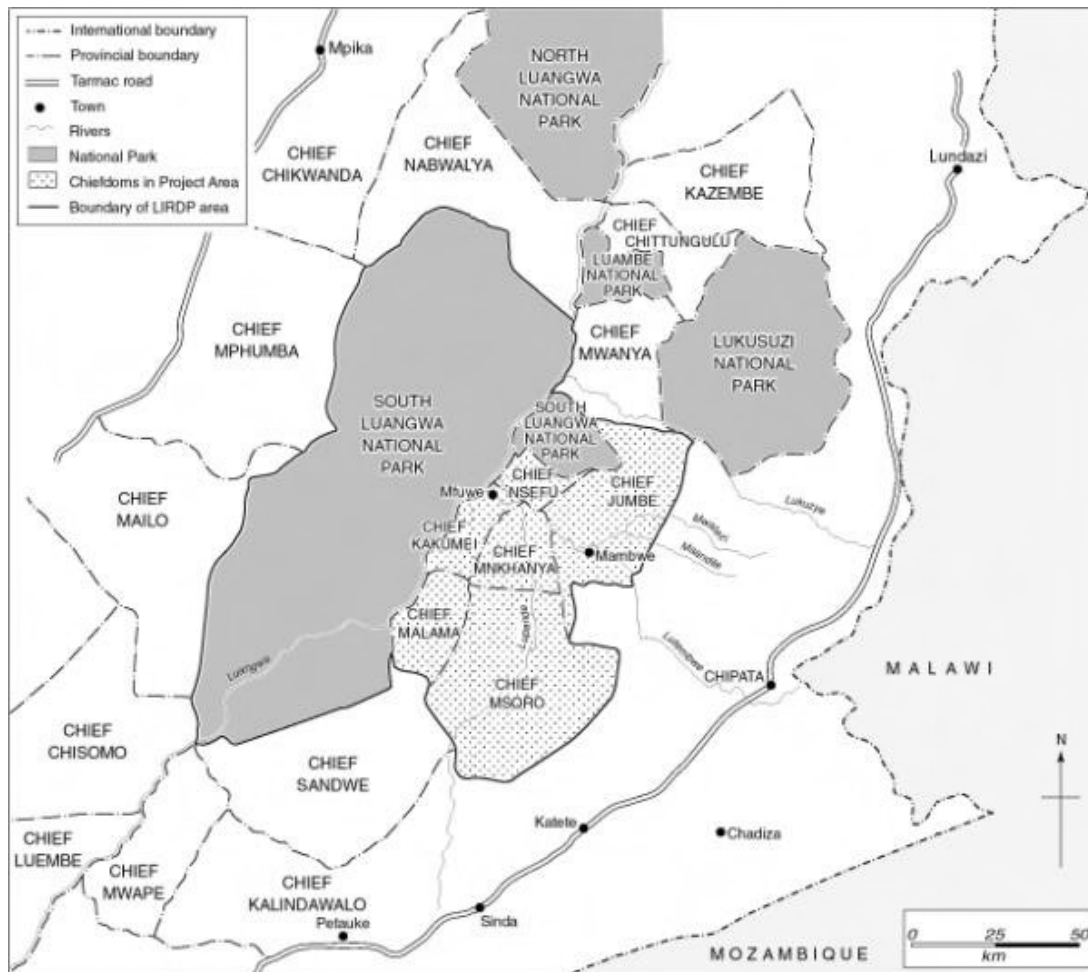 International boundary
Provincial boundary
Tarmac road
Town
Rivers
National Park
Chiefdoms in Project Area
Boundary of LIRDP area
Mpika
NORTH
LUANGWA
NATIONAL
PARK
CHIEF
CHIKWANDA
CHIEF
NABWALYA
CHIEF
KAZEMBE
Lundazi
CHIEF
CHITTUNGULU
LUAMBE
NATIONAL
PARK
CHIEF
MPHUMBA
CHIEF
MWANYA
LUKUSUZI
NATIONAL
PARK
SOUTH
LUANGWA
NATIONAL
PARK
SOUTH
LUANGWA
NATIONAL
PARK
CHIEF
MAILO
Mfuwe
CHIEF
NSEFU
CHIEF
JUMBE
CHIEF
KAKUMEI
CHIEF
MNKHANYA
Mambwe
Lukuzye
CHIEF
MALAMA
Luangwa
CHIEF
MSORO
CHIPATA
MALAWI
CHIEF
CHISOMO
CHIEF
SANDWE
N
CHIEF
LUEMBE
CHIEF
MWAPE
CHIEF
KALINDAWALO
Petauke
Katete
Chadiza
Sinda
MOZAMBIQUE
0 25 50
km